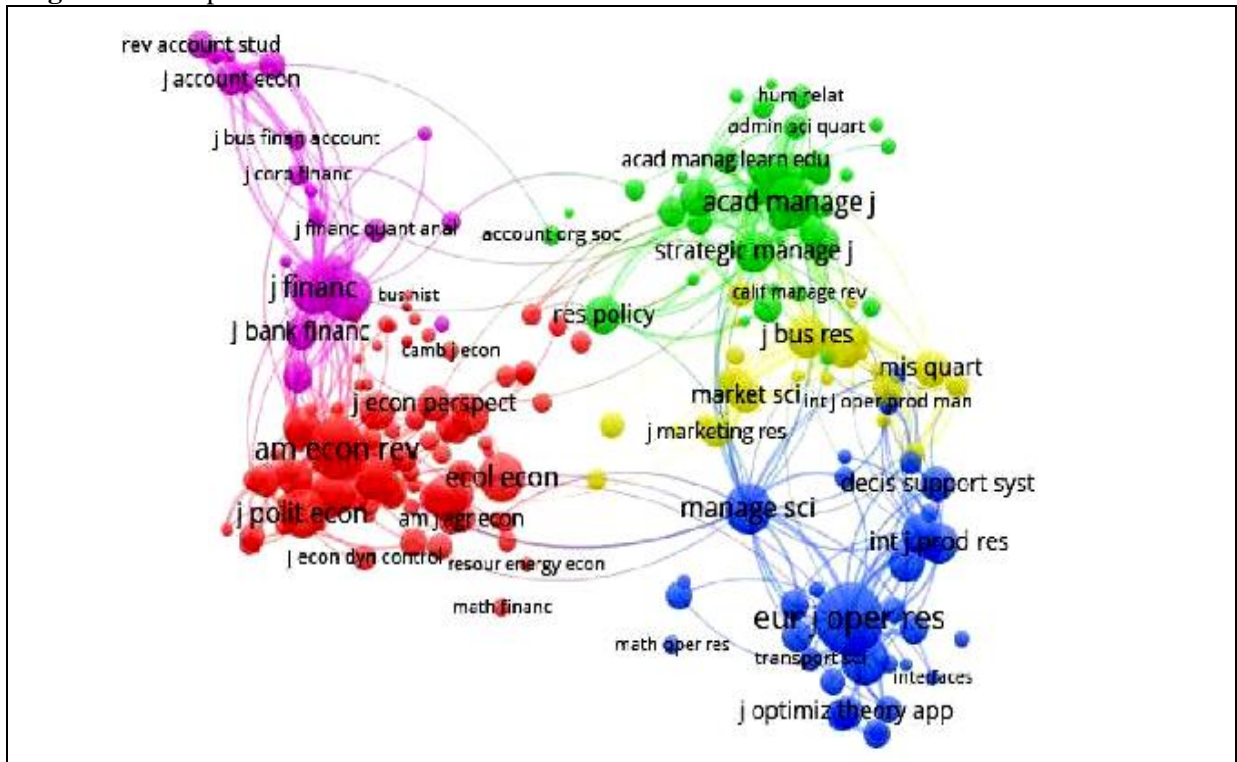 rev account stud
j account econ
hum relat
admin sci quart
j bus finan account
acad manag learn edu
j corp financ
acad manage j
j financ quant anal
account org soc
strategic manage j
j financ
bus hist
calif manage rev
res policy
j bank financ
j bus res
camb j econ
mis quart
market sci
int j oper prod man
j econ perspect
j marketing res
am econ rev
ecol econ
decis support syst
manage sci
j polit econ
am j agr econ
int j prod res
j econ dyn control
resour energy econ
math financ
eur j oper res
math oper res
transport sci
interfaces
j optimiz theory app